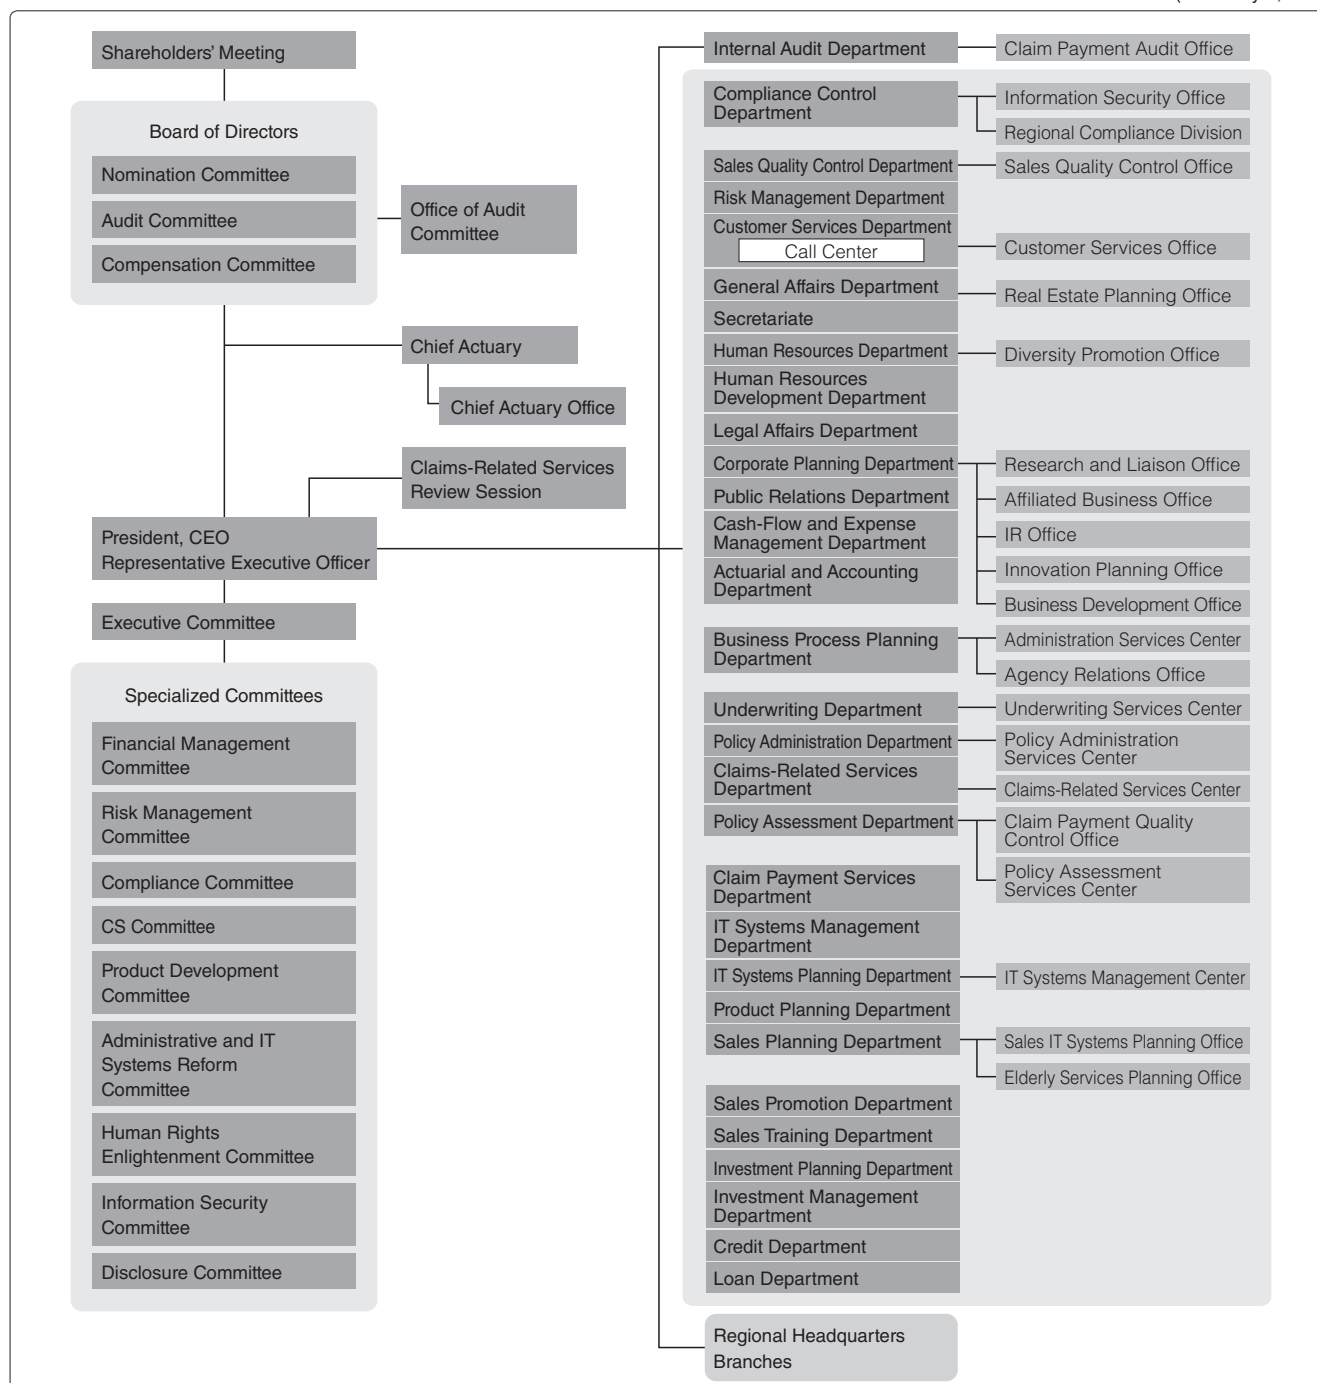 Shareholders' Meeting
Board of Directors
Nomination Committee
Audit Committee
Compensation Committee
Office of Audit
Committee
Chief Actuary
Chief Actuary Office
Claims-Related Services
Review Session
President, CEO
Representative Executive Officer
Executive Committee
Specialized Committees
Financial Management
Committee
Risk Management
Committee
Compliance Committee
CS Committee
Product Development
Committee
Administrative and IT
Systems Reform
Committee
Human Rights
Enlightenment Committee
Information Security
Committee
Disclosure Committee
Internal Audit Department
Claim Payment Audit Office
Compliance Control
Department
Information Security Office
Regional Compliance Division
Sales Quality Control Department
Sales Quality Control Office
Risk Management Department
Customer Services Department
Call Center
Customer Services Office
General Affairs Department
Real Estate Planning Office
Secretariate
Human Resources Department
Diversity Promotion Office
Human Resources
Development Department
Legal Affairs Department
Corporate Planning Department
Research and Liaison Office
Affiliated Business Office
IR Office
Innovation Planning Office
Business Development Office
Public Relations Department
Cash-Flow and Expense
Management Department
Actuarial and Accounting
Department
Business Process Planning
Department
Administration Services Center
Agency Relations Office
Underwriting Department
Underwriting Services Center
Policy Administration Department
Policy Administration
Services Center
Claims-Related Services
Department
Claims-Related Services Center
Policy Assessment Department
Claim Payment Quality
Control Office
Policy Assessment
Services Center
Claim Payment Services
Department
IT Systems Management
Department
IT Systems Planning Department
IT Systems Management Center
Product Planning Department
Sales Planning Department
Sales IT Systems Planning Office
Elderly Services Planning Office
Sales Promotion Department
Sales Training Department
Investment Planning Department
Investment Management
Department
Credit Department
Loan Department
Regional Headquarters
Branches